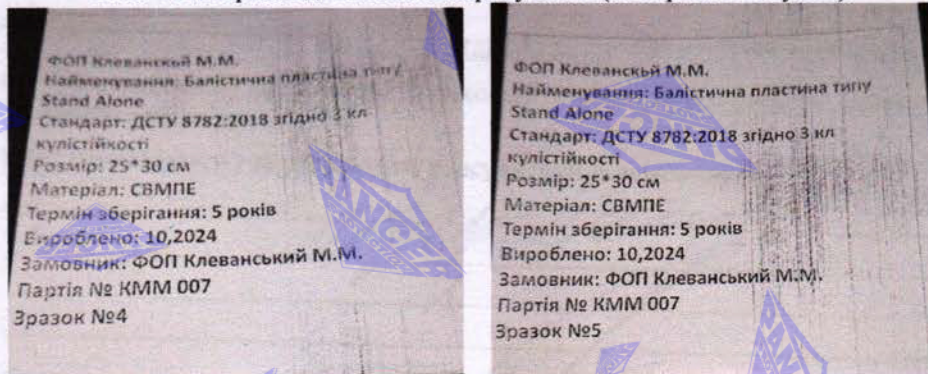 ФОП Клеванскьй М.М.
Найменування: Балістична пластина типу
Stand Alone
Стандарт: ДСТУ 8782:2018 згідно 3 кл
кулістійкості
Розмір: 25*30 см
Матеріал: СВМПЕ
Термін зберігання: 5 років
Вироблено: 10,2024
Замовник: ФОП Клеванський М.М.
Партія № КММ 007
Зразок №4
ФОП Клеванскьй М.М.
Найменування: Балістична пластина типу
Stand Alone
Стандарт: ДСТУ 8782:2018 згідно 3 кл
кулістійкості
Розмір: 25*30 см
Матеріал: СВМПЕ
Термін зберігання: 5 років
Вироблено: 10,2024
Замовник: ФОП Клеванський М.М.
Партія № КММ 007
Зразок №5
DANCER